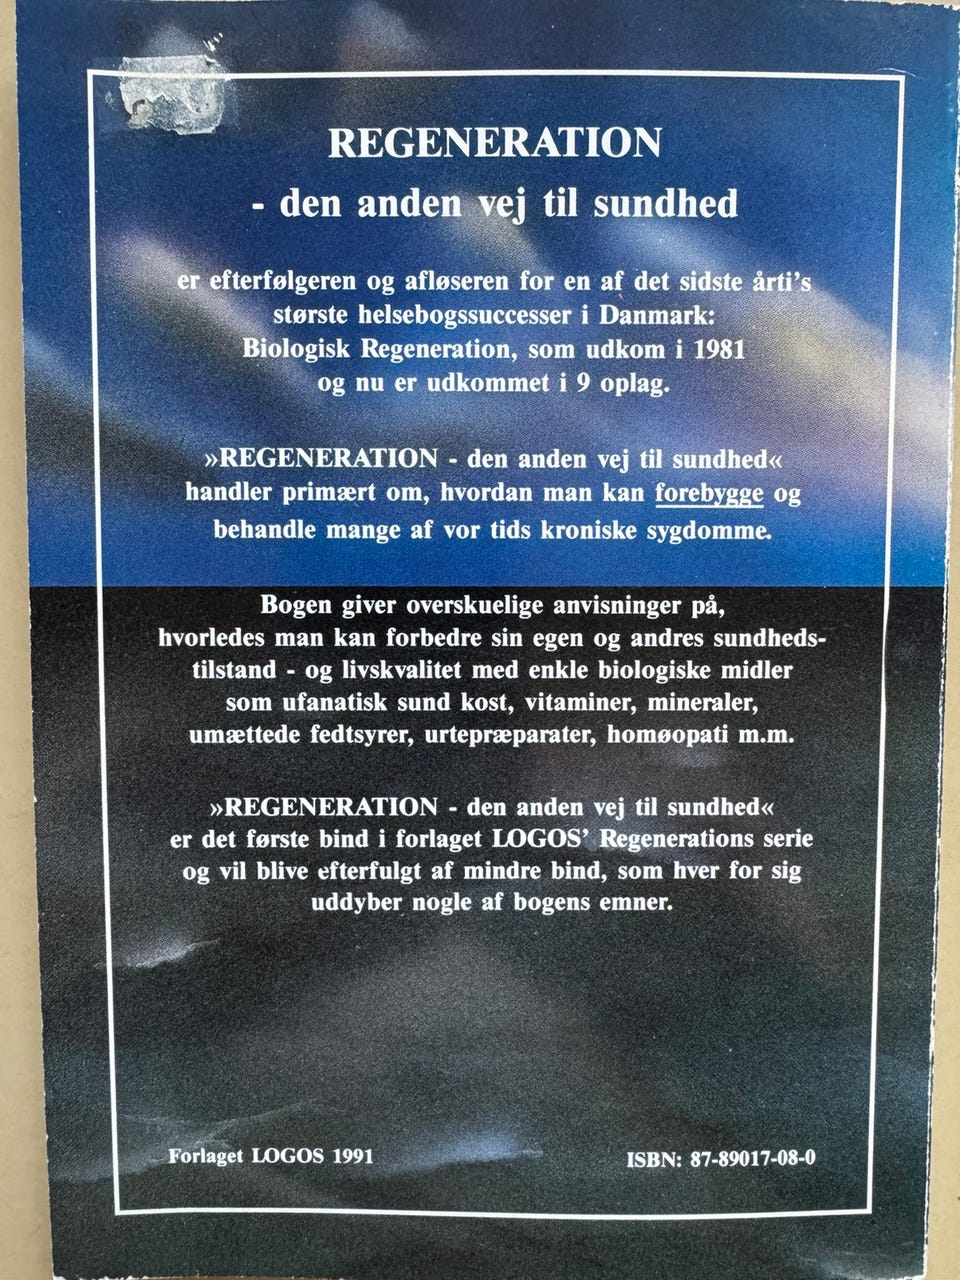 REGENERATION
- den anden vej til sundhed
er efterfølgeren og afløseren for en af det sidste årti's
største helsebogssuccesser i Danmark:
Biologisk Regeneration, som udkom i 1981
og nu er udkommet i 9 oplag.
»REGENERATION - den anden vej til sundhed«
handler primært om, hvordan man kan forebygge og
behandle mange af vor tids kroniske sygdomme.
Bogen giver overskuelige anvisninger på,
hvorledes man kan forbedre sin egen og andres sundheds-
tilstand - og livskvalitet med enkle biologiske midler
som ufanatisk sund kost, vitaminer, mineraler,
umættede fedtsyrer, urtepræparater, homøopati m.m.
»REGENERATION - den anden vej til sundhed«
er det første bind i forlaget LOGOS' Regenerations serie
og vil blive efterfulgt af mindre bind, som hver for sig
uddyber nogle af bogens emner.
Forlaget LOGOS 1991
ISBN: 87-89017-08-0